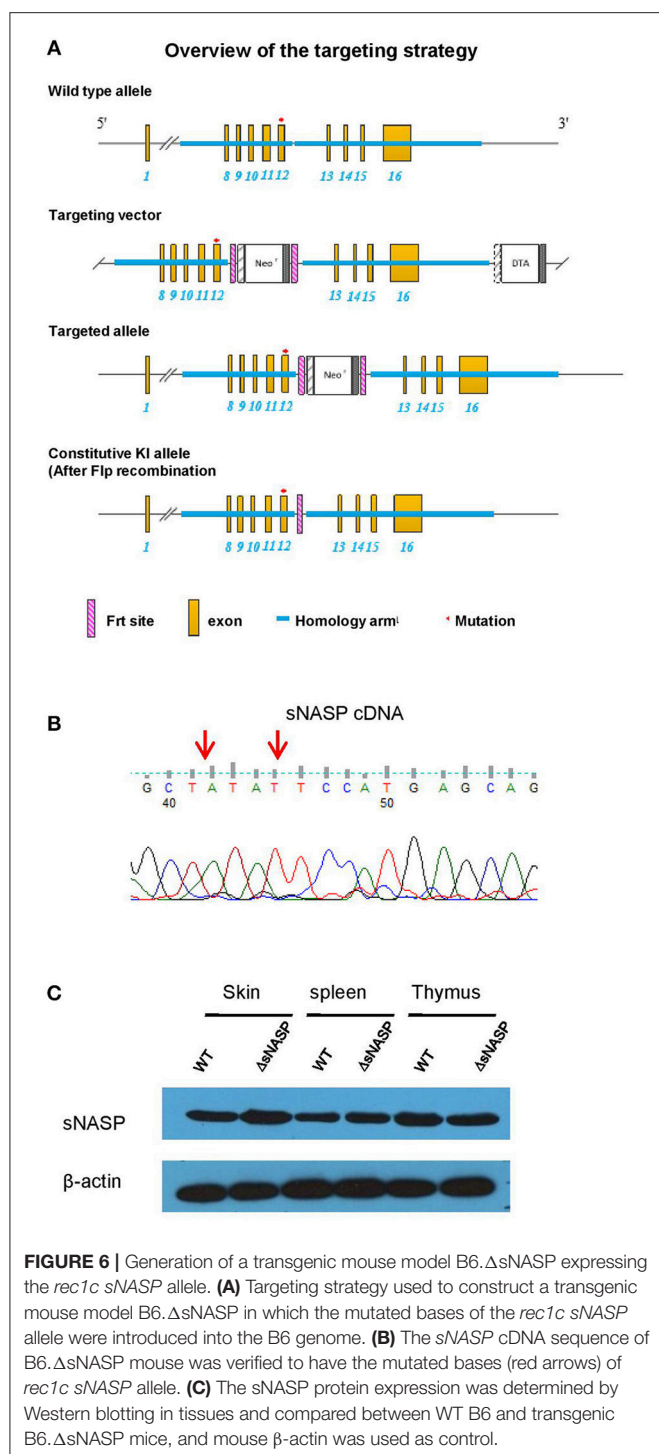 A
Overview of the targeting strategy
Wild type allele
5′ 3′
1 8 9 10 11 12 13 14 15 16
Targeting vector
Neo r DTA
8 9 10 11 12 13 14 15 16
Targeted allele
Neo r
1 8 9 10 11 12 13 14 15 16
Constitutive KI allele
(After Flp recombination
1 8 9 10 11 12 13 14 15 16
Frt site exon Homology arm Mutation
B
sNASP cDNA
G C T A T A T T C C A T G A G C A G
40 50
C
Skin spleen Thymus
WT ΔsNASP WT ΔsNASP WT ΔsNASP
sNASP
β-actin
FIGURE 6 | Generation of a transgenic mouse model B6.ΔsNASP expressing
the rec1c sNASP allele. (A) Targeting strategy used to construct a transgenic
mouse model B6.ΔsNASP in which the mutated bases of the rec1c sNASP
allele were introduced into the B6 genome. (B) The sNASP cDNA sequence of
B6.ΔsNASP mouse was verified to have the mutated bases (red arrows) of
rec1c sNASP allele. (C) The sNASP protein expression was determined by
Western blotting in tissues and compared between WT B6 and transgenic
B6.ΔsNASP mice, and mouse β-actin was used as control.